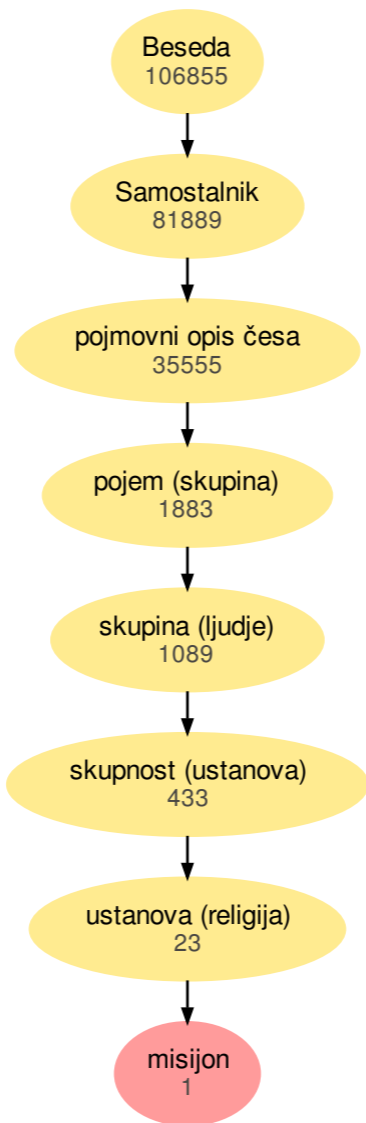 Beseda
106855
Samostalnik
81889
pojmovni opis česa
35555
pojem (skupina)
1883
skupina (ljudje)
1089
skupnost (ustanova)
433
ustanova (religija)
23
misijon
1